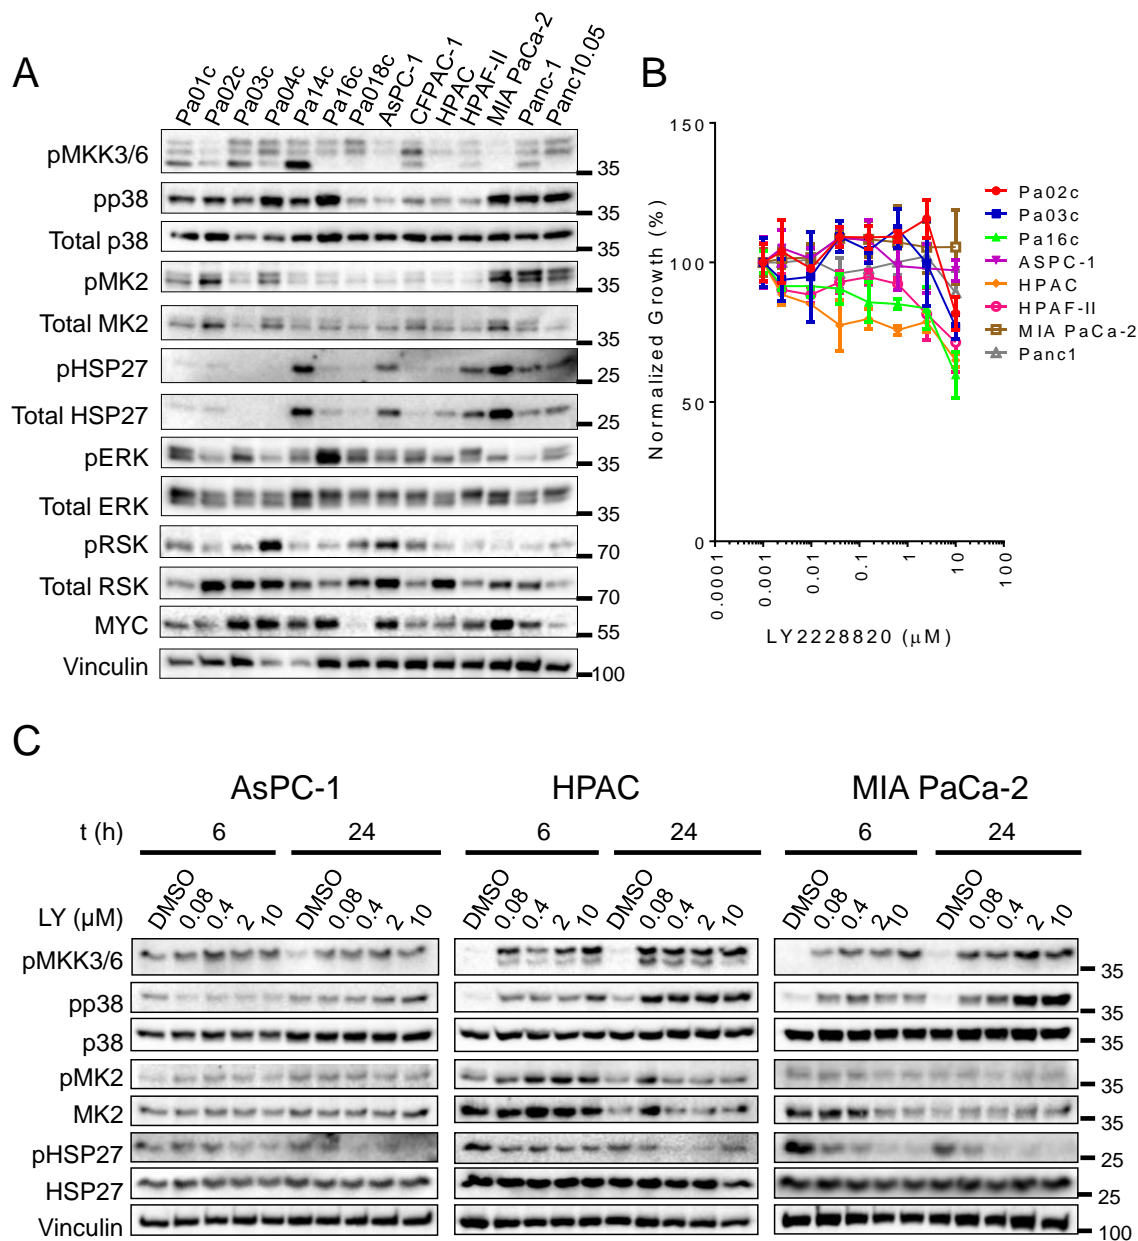 A
Pa01c Pa02c Pa03c Pa04c Pa14c Pa16c Pa018c AsPC-1 CFPAC-1 HPAC HPAF-II MIA PaCa-2 Panc-1 Panc10.05
pMKK3/6 35
pp38 35
Total p38 35
pMK2 35
Total MK2 35
pHSP27 25
Total HSP27 25
pERK 35
Total ERK 35
pRSK 70
Total RSK 70
MYC 55
Vinculin 100
B
Normalized Growth (%)
150
100
50
0
0.0001 0.001 0.01 0.1 1 10 100
LY2228820 (μM)
Pa02c
Pa03c
Pa16c
ASPC-1
HPAC
HPAF-II
MIA PaCa-2
Panc1
C
AsPC-1 HPAC MIA PaCa-2
t (h) 6 24 6 24 6 24
LY (μM) DMSO 0.08 0.4 2 10 DMSO 0.08 0.4 2 10 DMSO 0.08 0.4 2 10 DMSO 0.08 0.4 2 10 DMSO 0.08 0.4 2 10 DMSO 0.08 0.4 2 10
pMKK3/6 35
pp38 35
p38 35
pMK2 35
MK2 35
pHSP27 25
HSP27 25
Vinculin 100